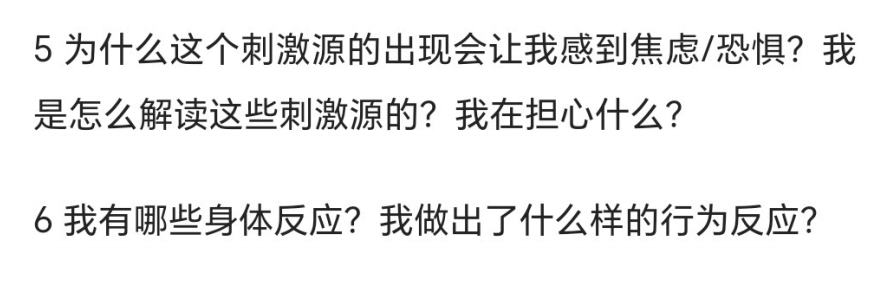 5 为什么这个刺激源的出现会让我感到焦虑/恐惧？我
是怎么解读这些刺激源的？我在担心什么？
6 我有哪些身体反应？我做出了什么样的行为反应？